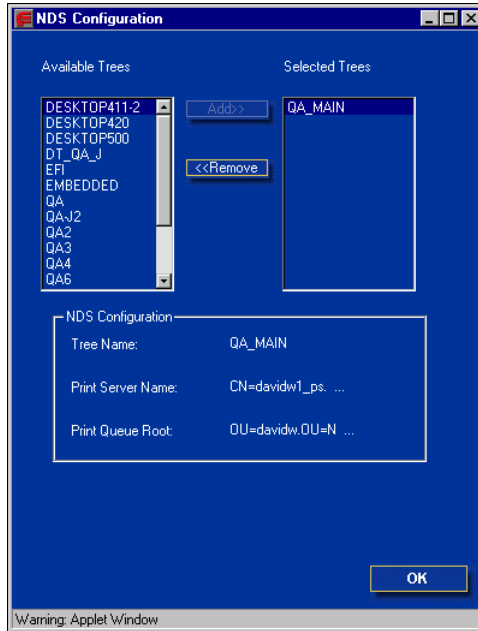 NDS Configuration
Available Trees
Selected Trees
DESKTOP411-2
DESKTOP420
DESKTOP500
DT_QA_J
EFI
EMBEDDED
QA
QA-J2
QA2
QA3
QA4
QA6
Add>>
<<Remove
QA_MAIN
NDS Configuration
Tree Name: QA_MAIN
Print Server Name: CN=davidw1_ps. ...
Print Queue Root: OU=davidw.OU=N ...
OK
Warning: Applet Window